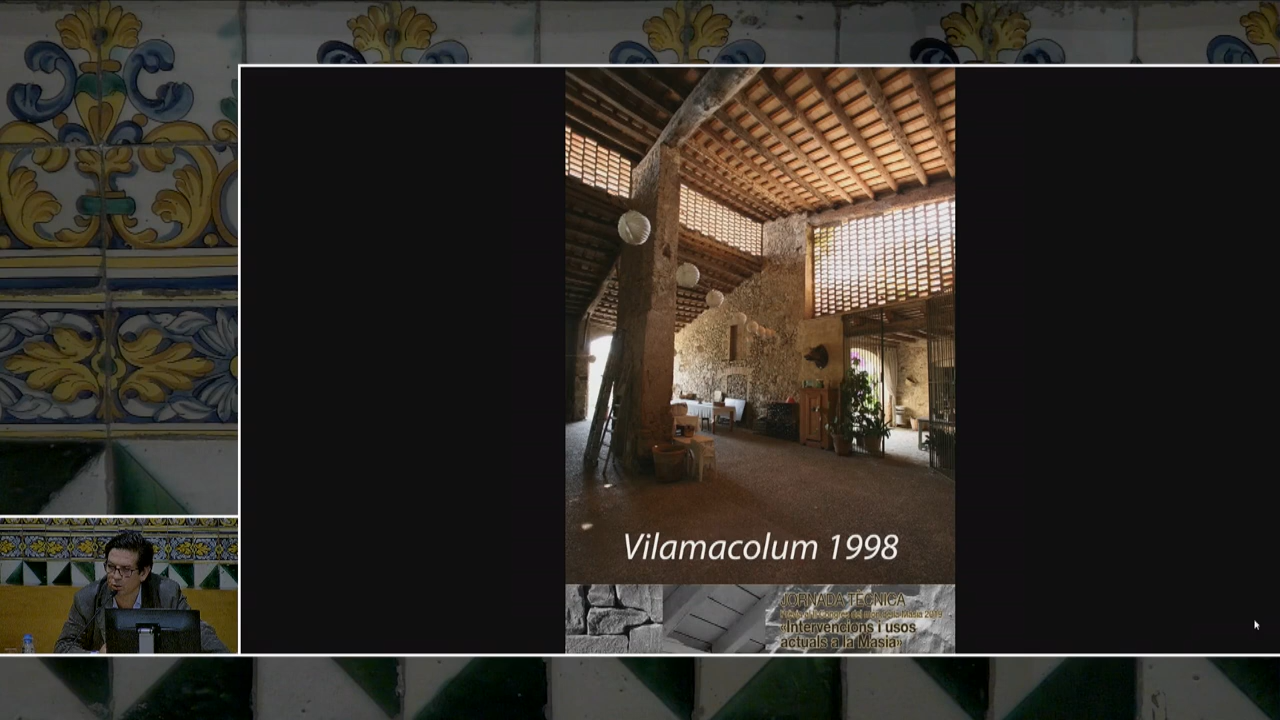 Vilamacolum 1998
JORNADA TÈCNICA
«Intervencions i usos
actuals a la Masia»